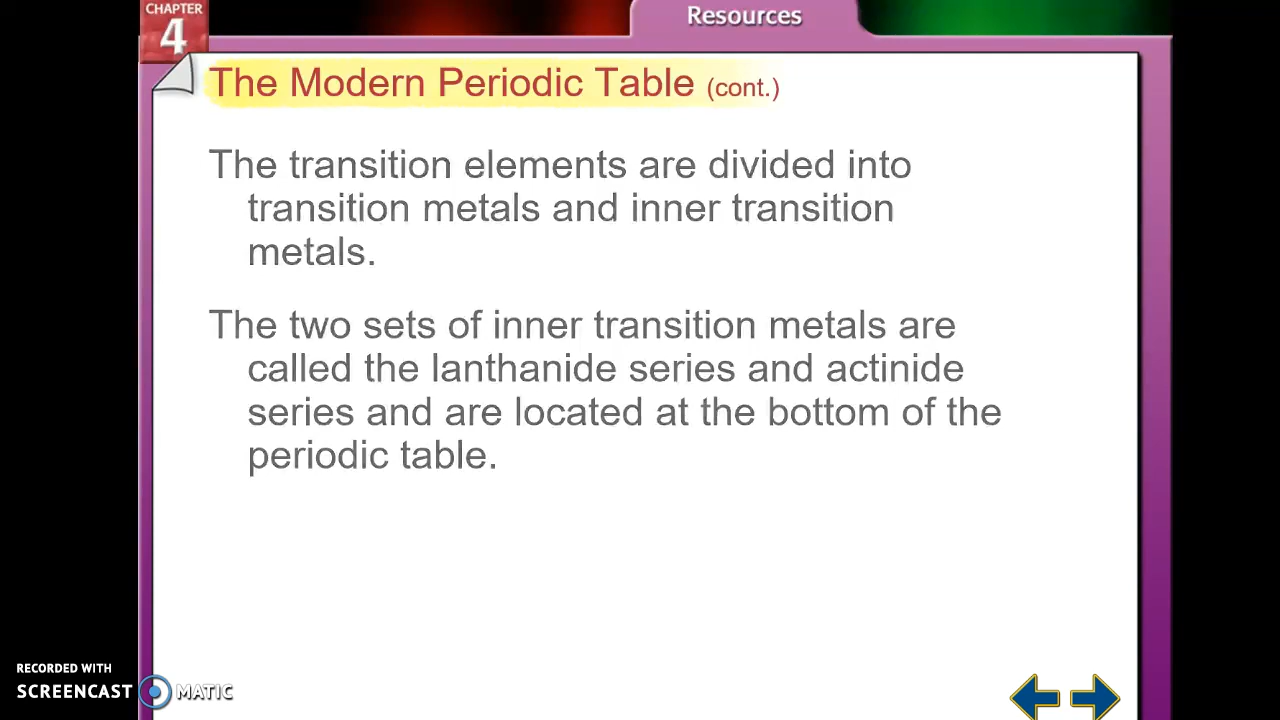 CHAPTER
4
Resources
The Modern Periodic Table (cont.)
The transition elements are divided into
transition metals and inner transition
metals.
The two sets of inner transition metals are
called the lanthanide series and actinide
series and are located at the bottom of the
periodic table.
RECORDED WITH
SCREENCAST MATIC